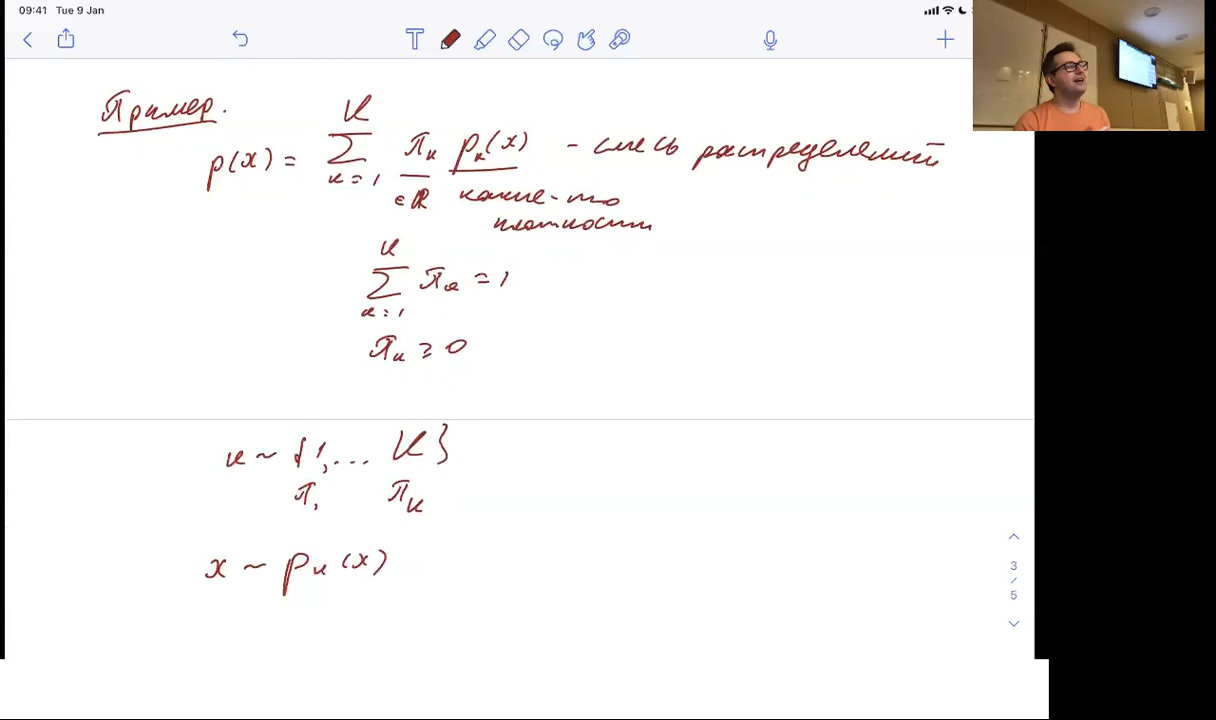 09:41 Tue 9 Jan
Пример.
p(x) = ∑_{k=1}^{K} π_k p_k(x) - смесь распределений
∈ ℝ какие-то
плотности
∑_{k=1}^{K} π_k = 1
π_k ≥ 0
k ~ {1, ... K}
π_1 π_K
x ~ p_k(x)
3
/
5